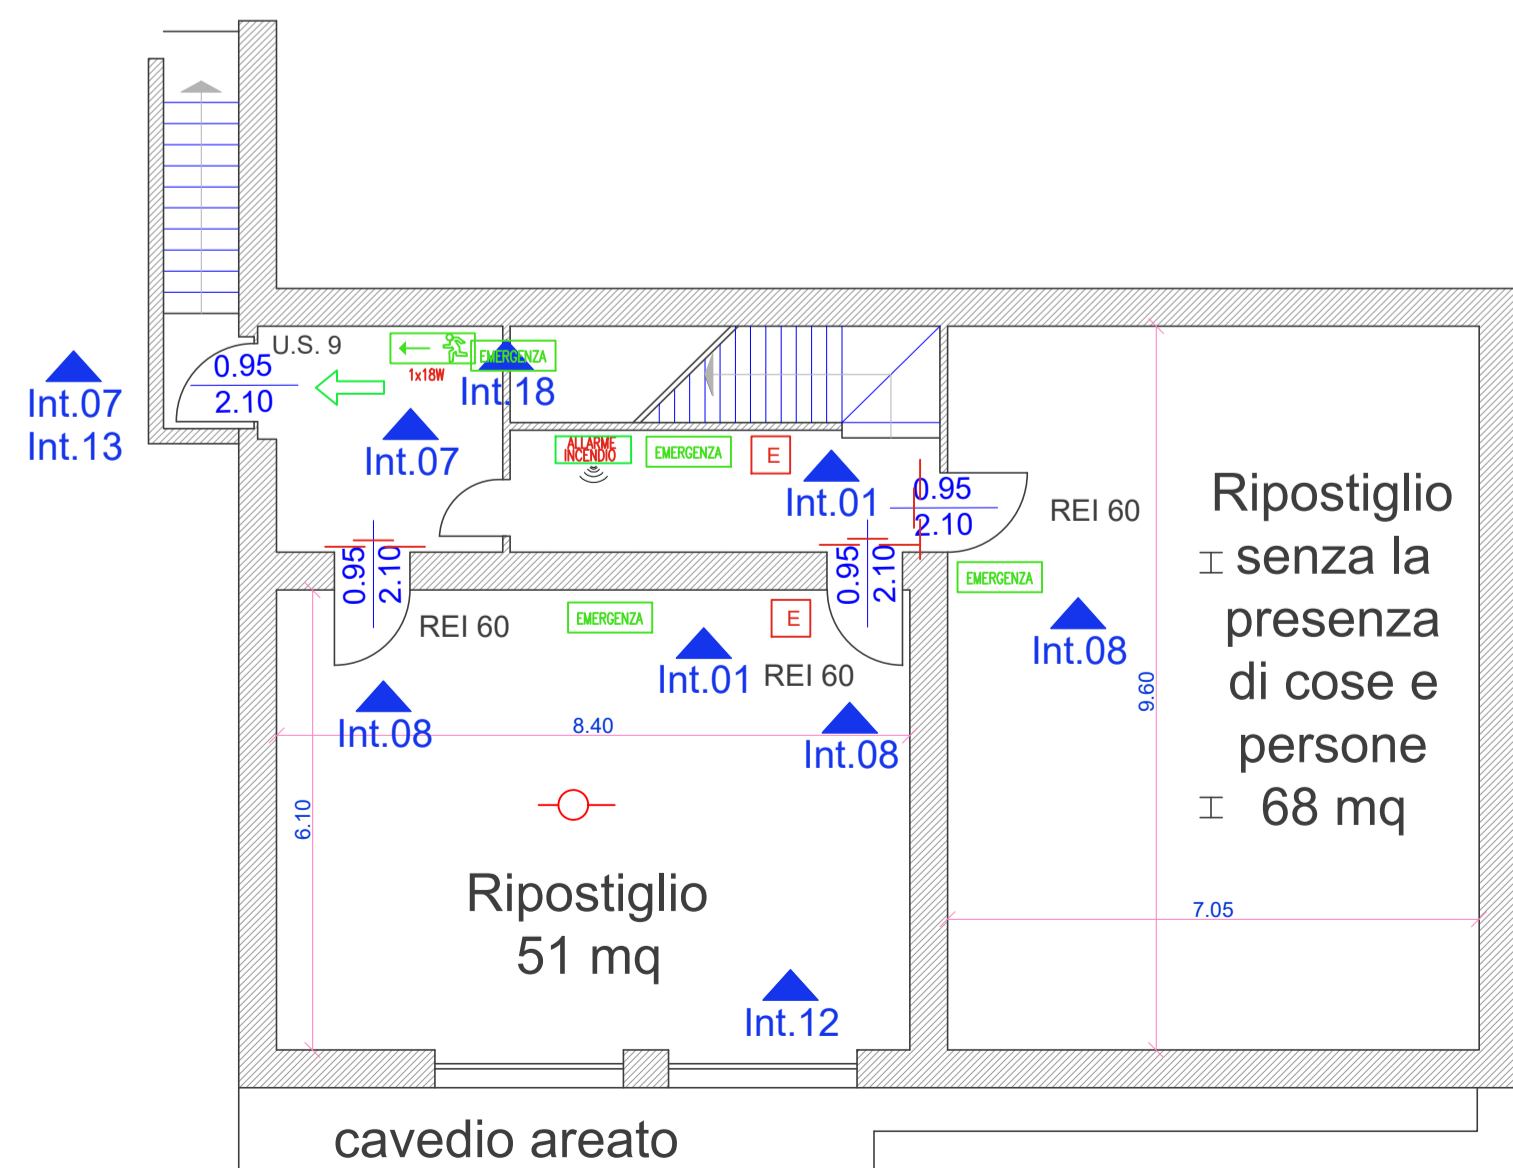 U.S. 9
0.95
2.10
1x18W
EMERGENZA
Int.18
Int.07
Int.13
Int.07
ALLARME
INCENDIO
EMERGENZA
E
Int.01
0.95
2.10
REI 60
0.95
2.10
0.95
2.10
EMERGENZA
REI 60
EMERGENZA
E
Int.01
REI 60
Int.08
Int.08
Int.08
8.40
6.10
9.60
7.05
Ripostiglio
senza la
presenza
di cose e
persone
68 mq
Ripostiglio
51 mq
Int.12
cavedio areato